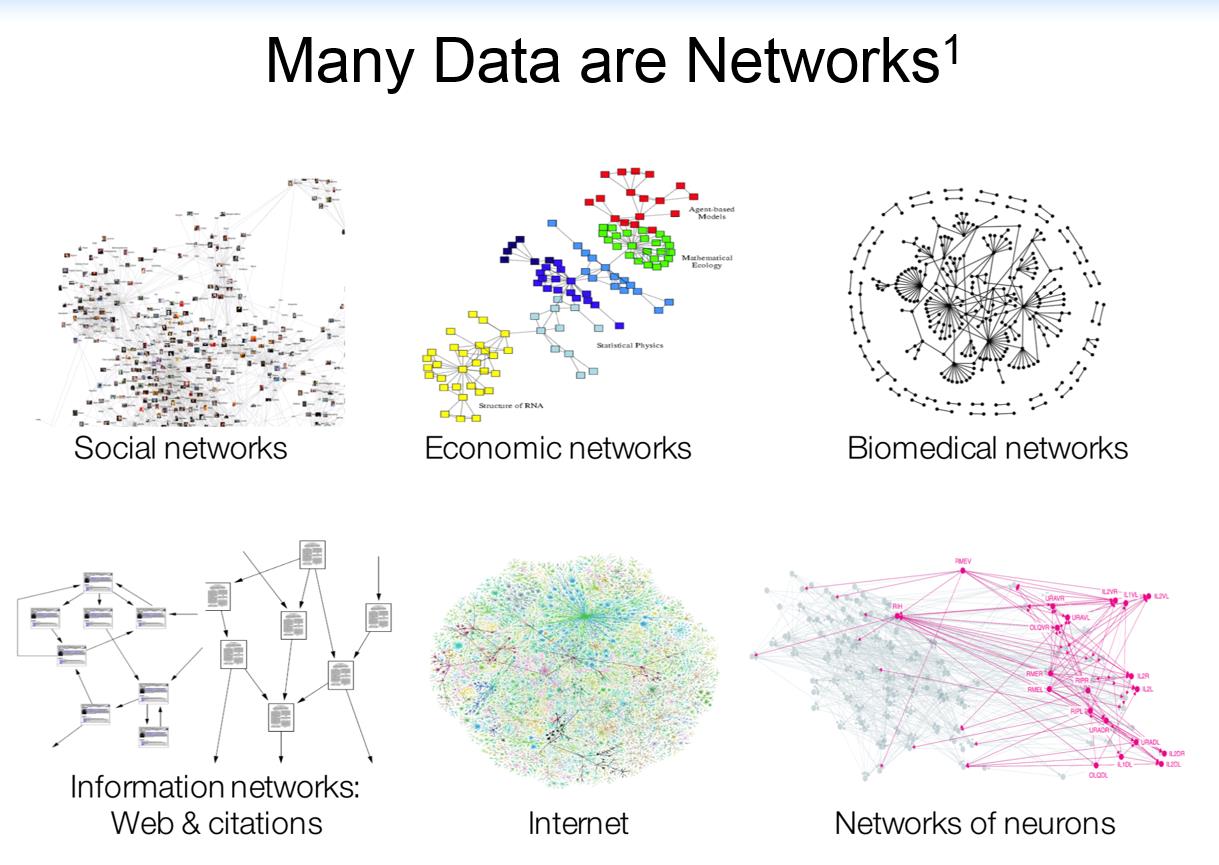 Many Data are Networks1
Agent-based
Models
Mathematical
Ecology
Statistical Physics
Structure of RNA
Social networks
Economic networks
Biomedical networks
RMEV
IL2VR
IL1VL
IL2VL
URAVR
RIH
URAVL
OLQVR
RMER
RIPR
IL2R
RMEL
IL2L
RIPL
URADR
URADL
IL2DR
IL1DL
IL2DL
OLQDL
Information networks:
Web & citations
Internet
Networks of neurons